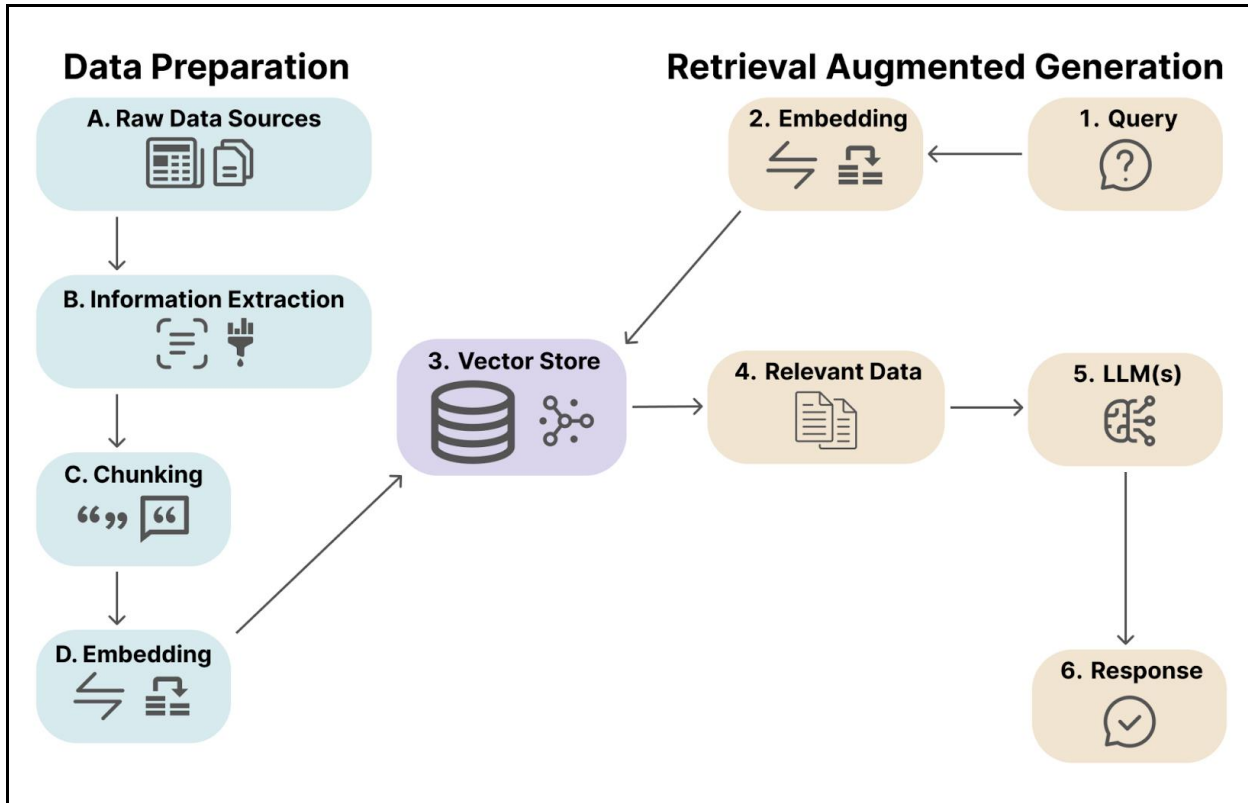 Data Preparation
A. Raw Data Sources
B. Information Extraction
C. Chunking
D. Embedding
Retrieval Augmented Generation
1. Query
2. Embedding
3. Vector Store
4. Relevant Data
5. LLM(s)
6. Response